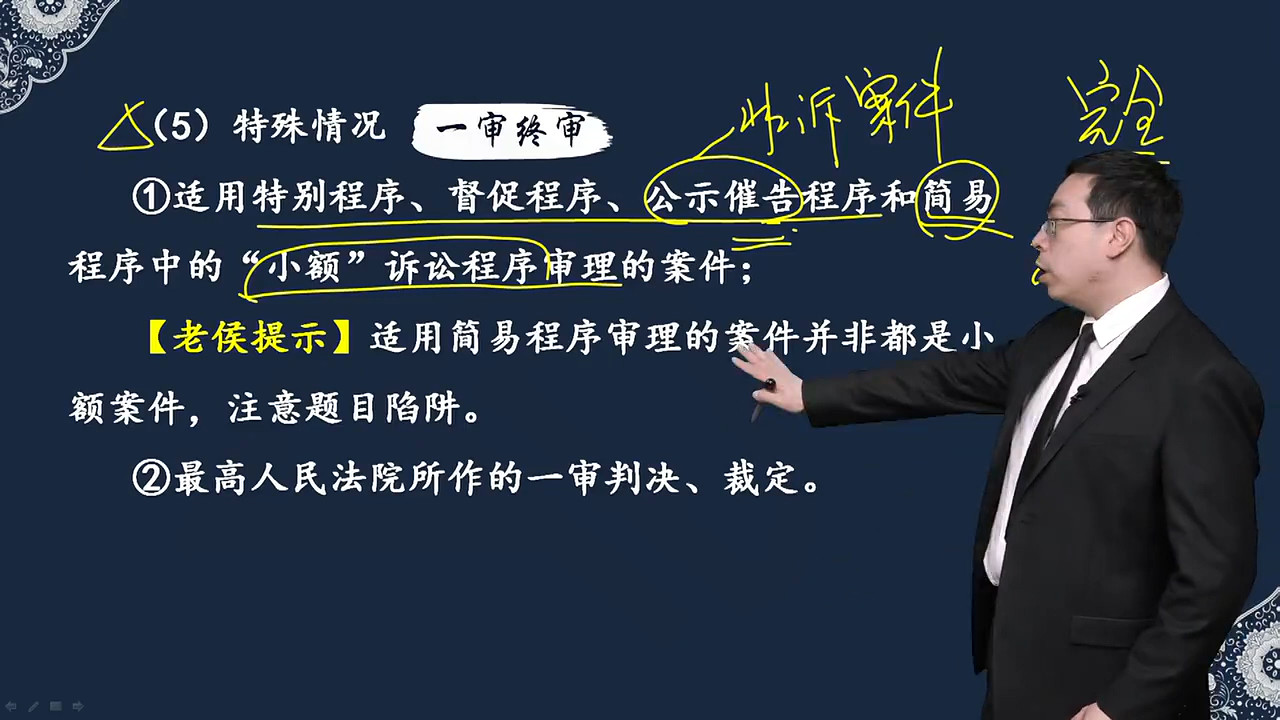 诉案件
完全
(5) 特殊情况 一审终审
①适用特别程序、督促程序、公示催告程序和简易
程序中的“小额”诉讼程序审理的案件；
【老侯提示】适用简易程序审理的案件并非都是小
额案件，注意题目陷阱。
②最高人民法院所作的一审判决、裁定。